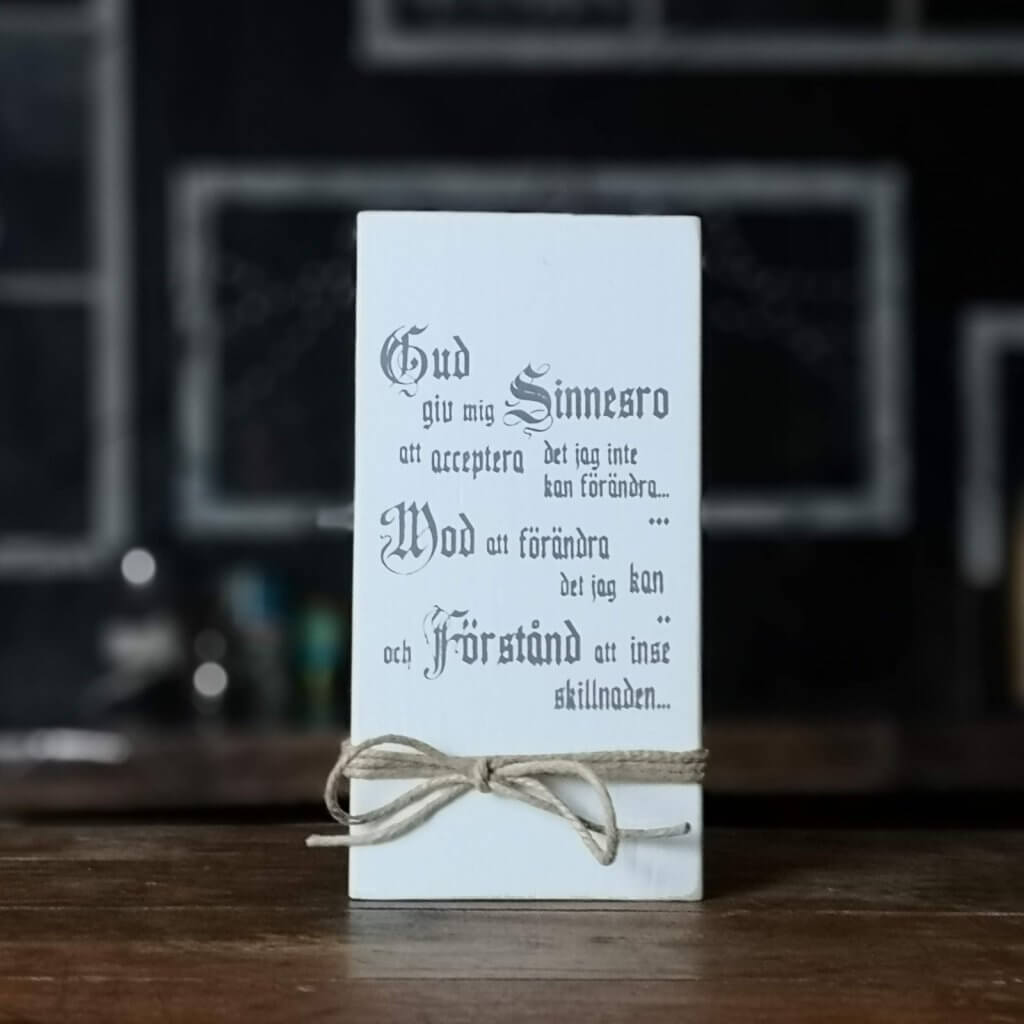 Gud
giv mig Sinnesro
att acceptera det jag inte
kan förändra...
...
Mod att förändra
det jag kan
..
och Förstånd att inse
skillnaden...